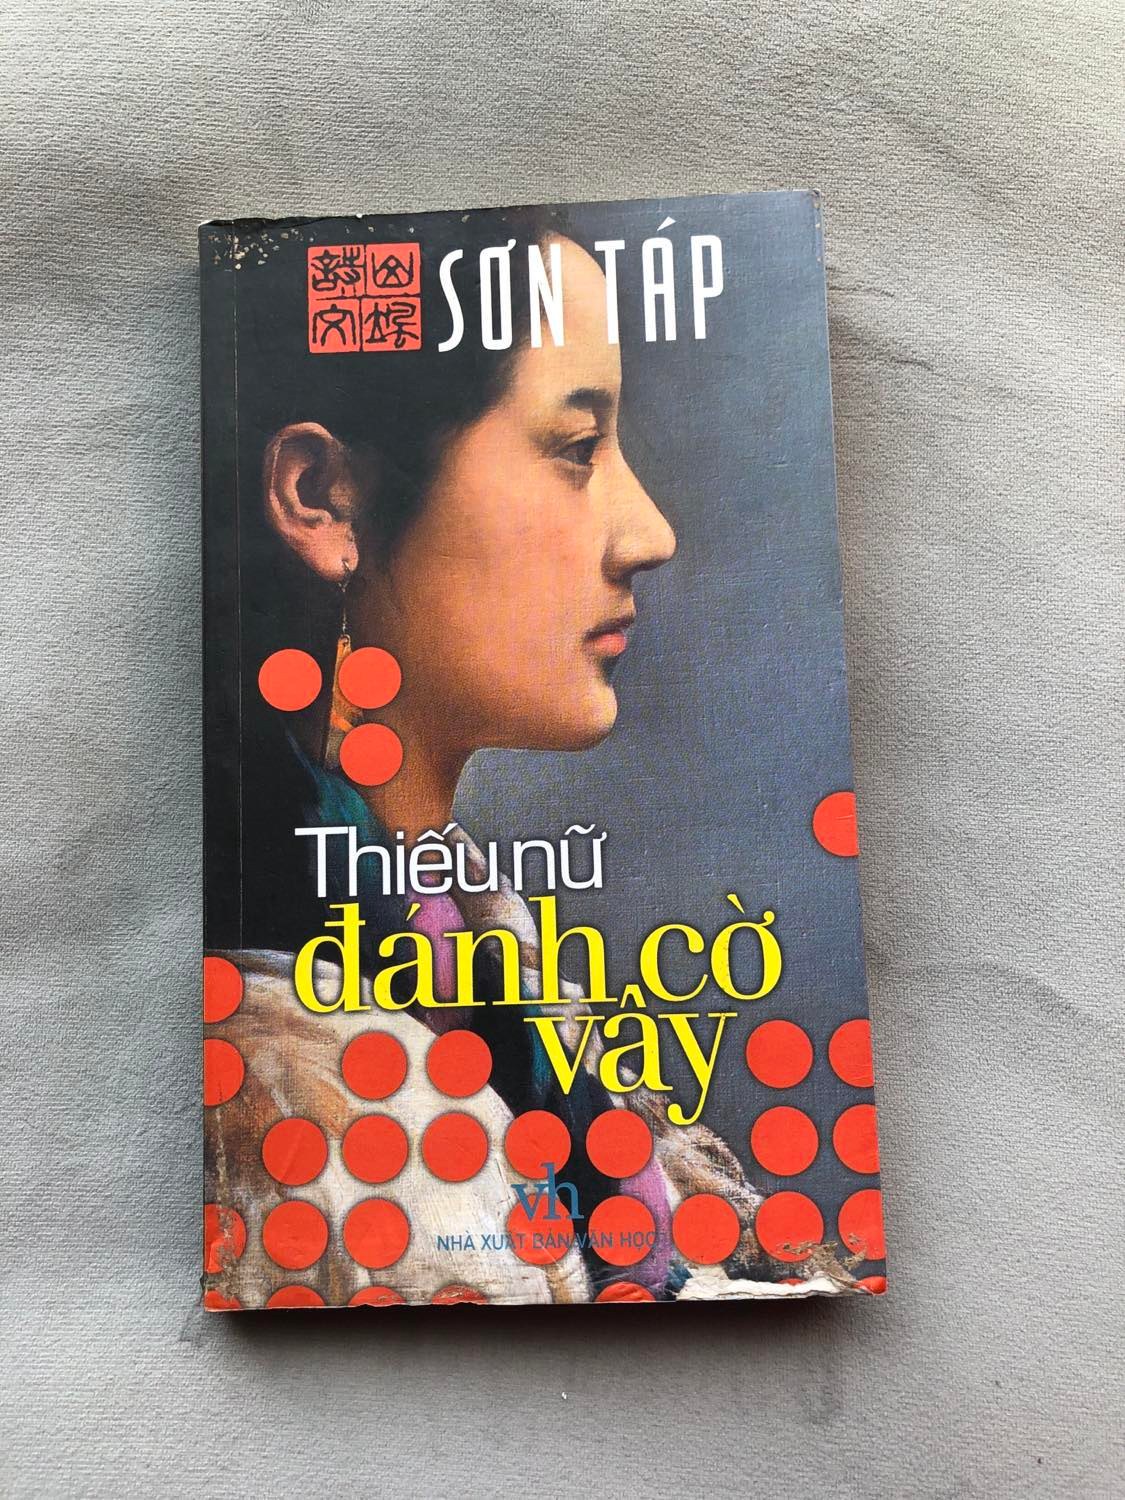 SƠN TÁP
Thiếu nữ
đánh cờ
vây
vh
NHÀ XUẤT BẢN VĂN HỌC